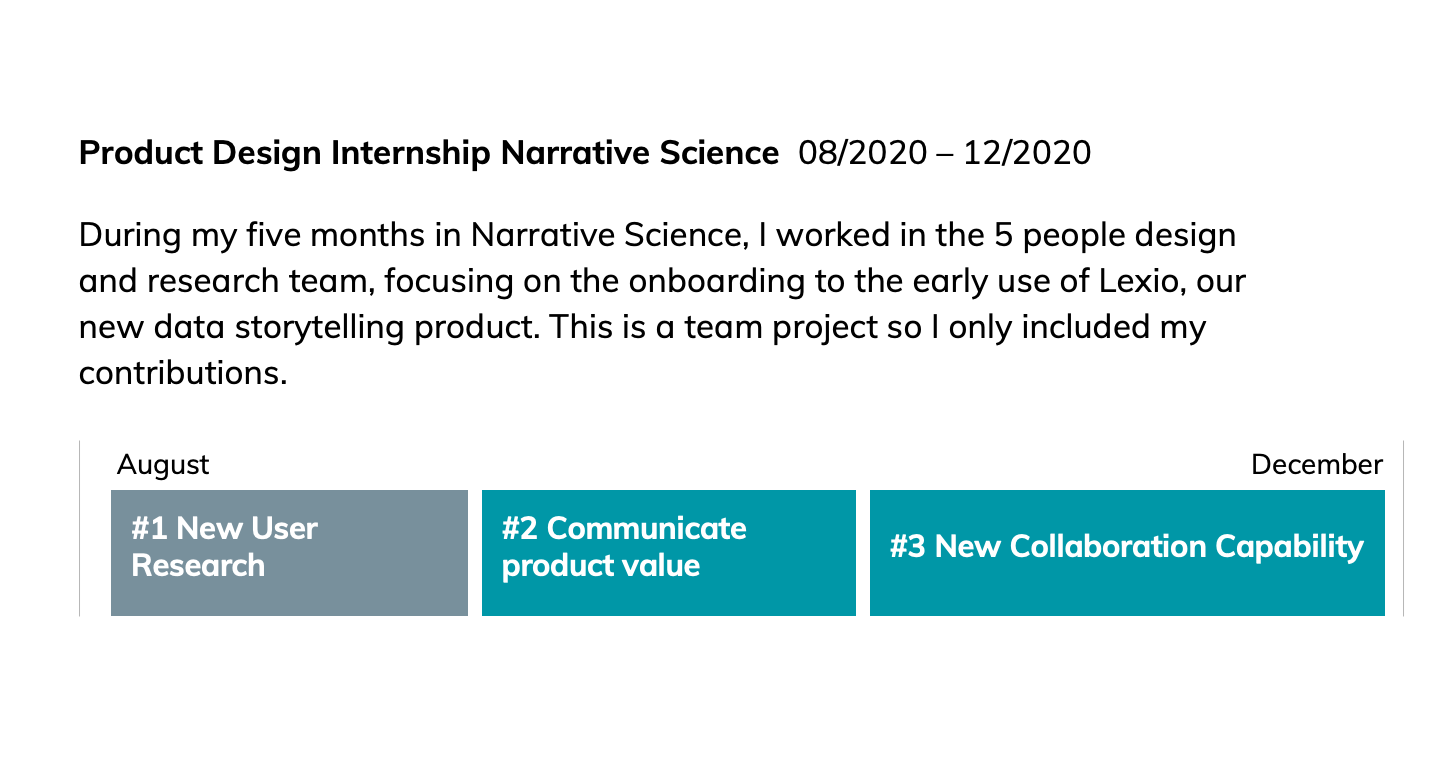 Product Design Internship Narrative Science 08/2020 – 12/2020
During my five months in Narrative Science, I worked in the 5 people design
and research team, focusing on the onboarding to the early use of Lexio, our
new data storytelling product. This is a team project so I only included my
contributions.
August
December
#1 New User
Research
#2 Communicate
product value
#3 New Collaboration Capability